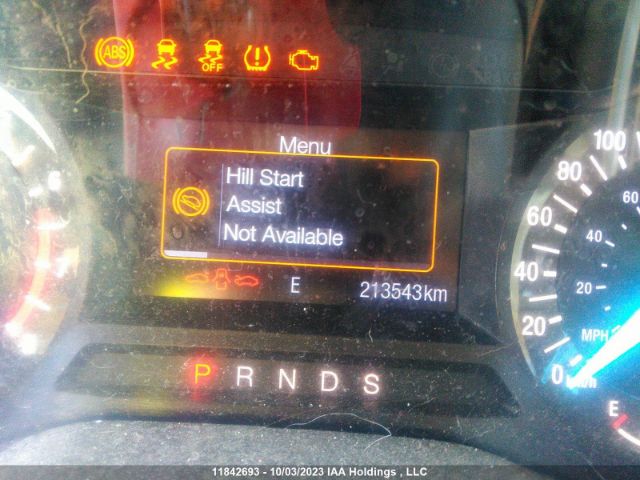 ABS
OFF
Menu
Hill Start
Assist
Not Available
E
213543km
P R N D S
100
80
60
40
20
0
60
40
20
MPH
km/h
E
11842693 - 10/03/2023 IAA Holdings , LLC